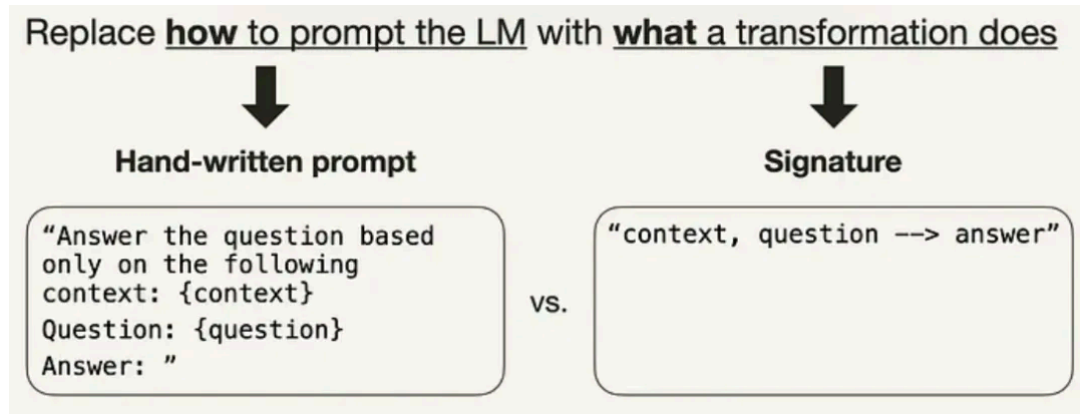 Replace how to prompt the LM with what a transformation does
Hand-written prompt
Signature
“Answer the question based
only on the following
context: {context}
Question: {question}
Answer: ”
vs.
“context, question --> answer”